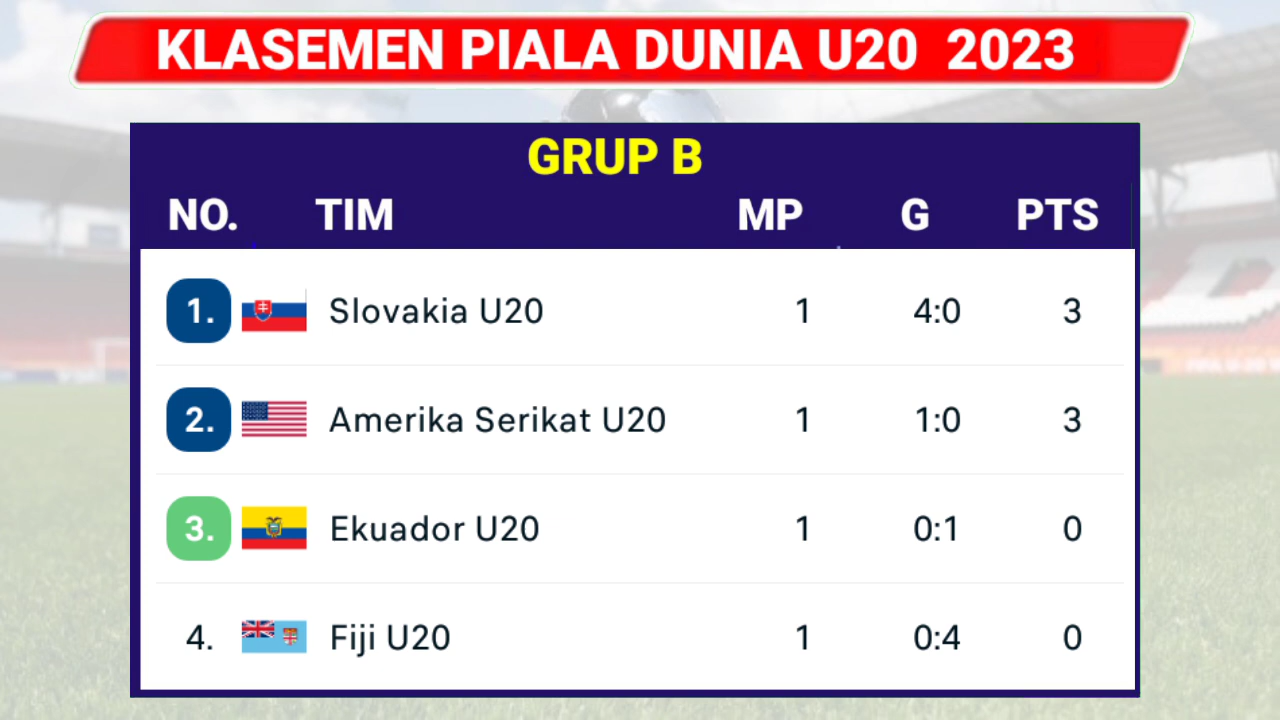 KLASEMEN PIALA DUNIA U20 2023
GRUP B
NO. TIM MP G PTS
1. Slovakia U20 1 4:0 3
2. Amerika Serikat U20 1 1:0 3
3. Ekuador U20 1 0:1 0
4. Fiji U20 1 0:4 0